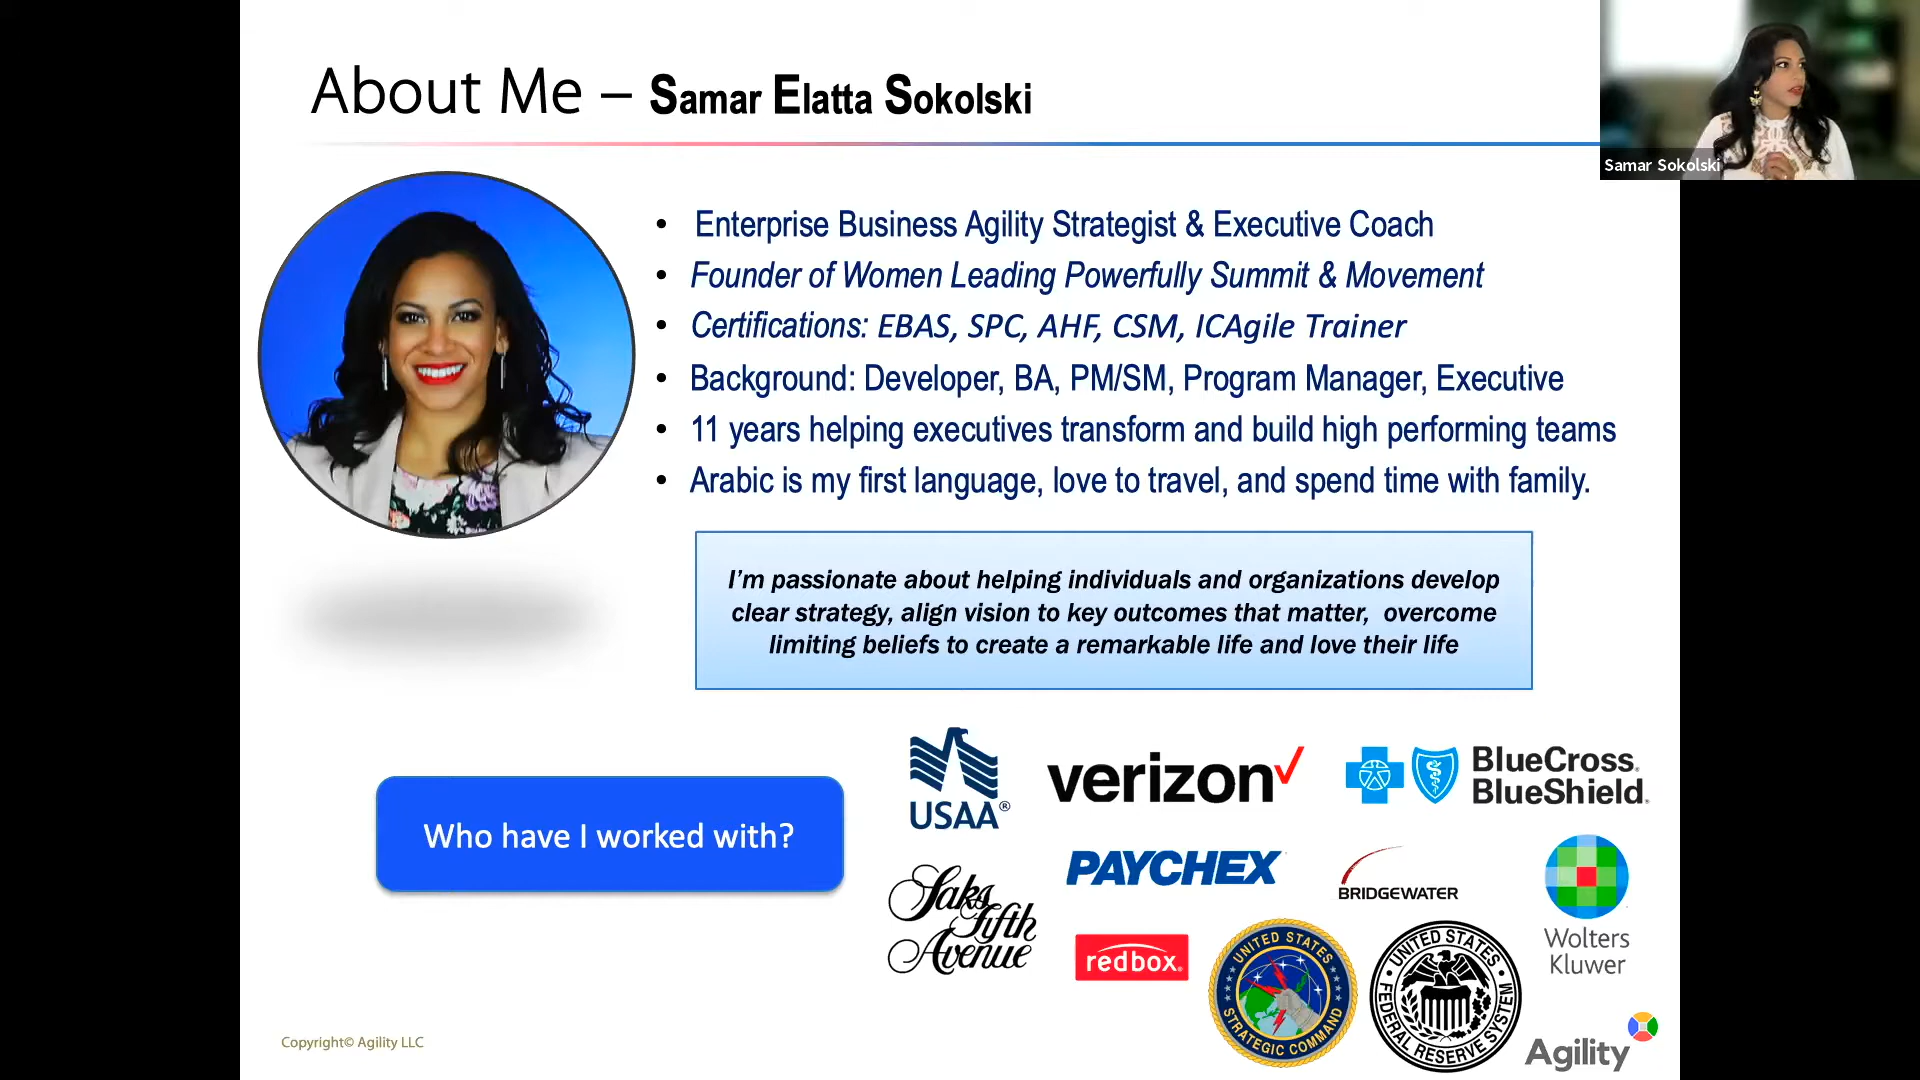 About Me – Samar Elatta Sokolski
Samar Sokolski
• Enterprise Business Agility Strategist & Executive Coach
• Founder of Women Leading Powerfully Summit & Movement
• Certifications: EBAS, SPC, AHF, CSM, ICAgile Trainer
• Background: Developer, BA, PM/SM, Program Manager, Executive
• 11 years helping executives transform and build high performing teams
• Arabic is my first language, love to travel, and spend time with family.
I'm passionate about helping individuals and organizations develop
clear strategy, align vision to key outcomes that matter, overcome
limiting beliefs to create a remarkable life and love their life
Who have I worked with?
USAA®
verizon
BlueCross®
BlueShield®
Saks
Fifth
Avenue
PAYCHEX
BRIDGEWATER
Wolters
Kluwer
redbox®
UNITED STATES
STRATEGIC COMMAND
UNITED STATES
FEDERAL RESERVE SYSTEM
Copyright© Agility LLC
Agility